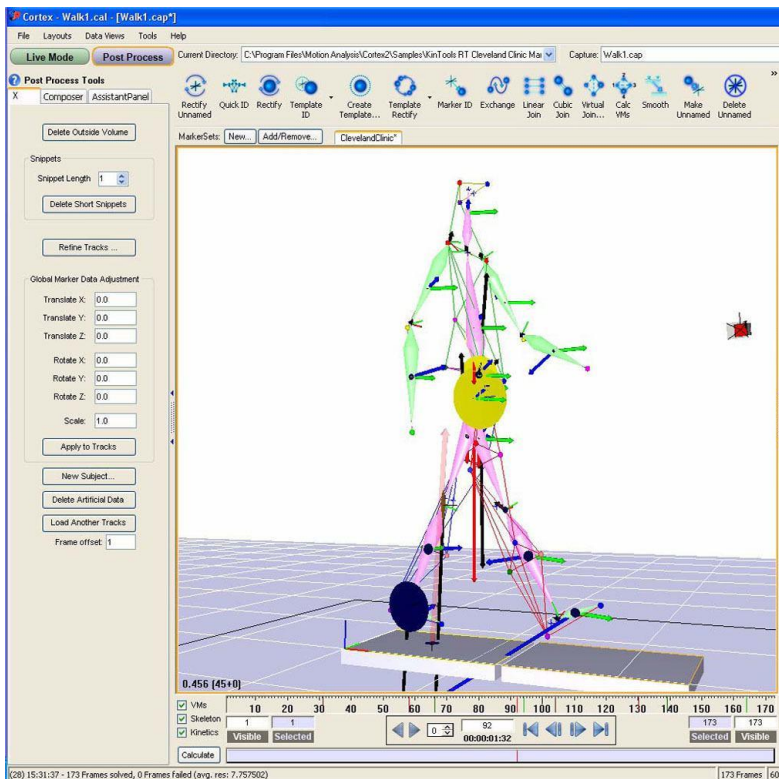 Cortex - Walk1.cal - [Walk1.cap*]
File Layouts Data Views Tools Help
Live Mode Post Process Current Directory: C:\Program Files\Motion Analysis\Cortex2\Samples\KinTools RT Cleveland Clinic Capture: Walk1.cap
? Post Process Tools »
X Composer AssistantPanel
Rectify Unnamed Quick ID Rectify Template ID Create Template... Template Rectify Marker ID Exchange Linear Join Cubic Join Virtual Join... Calc VMs Smooth Make Unnamed Delete Unnamed
MarkerSets: New... Add/Remove... ClevelandClinic*
Delete Outside Volume
Snippets
Snippet Length 1
Delete Short Snippets
Refine Tracks ...
Global Marker Data Adjustment
Translate X: 0.0
Translate Y: 0.0
Translate Z: 0.0
Rotate X: 0.0
Rotate Y: 0.0
Rotate Z: 0.0
Scale: 1.0
Apply to Tracks
New Subject...
Delete Artificial Data
Load Another Tracks
Frame offset: 1
0.456 [45+0]
VMs 10 20 30 40 50 60 70 80 90 100 110 120 130 140 150 160 170
Skeleton 1 1 0 92 173 173
Kinetics Visible Selected 00:00:01:32 Selected Visible
Calculate
(28) 15:31:37 - 173 Frames solved, 0 Frames failed (avg. res: 7.757502) 173 Frames